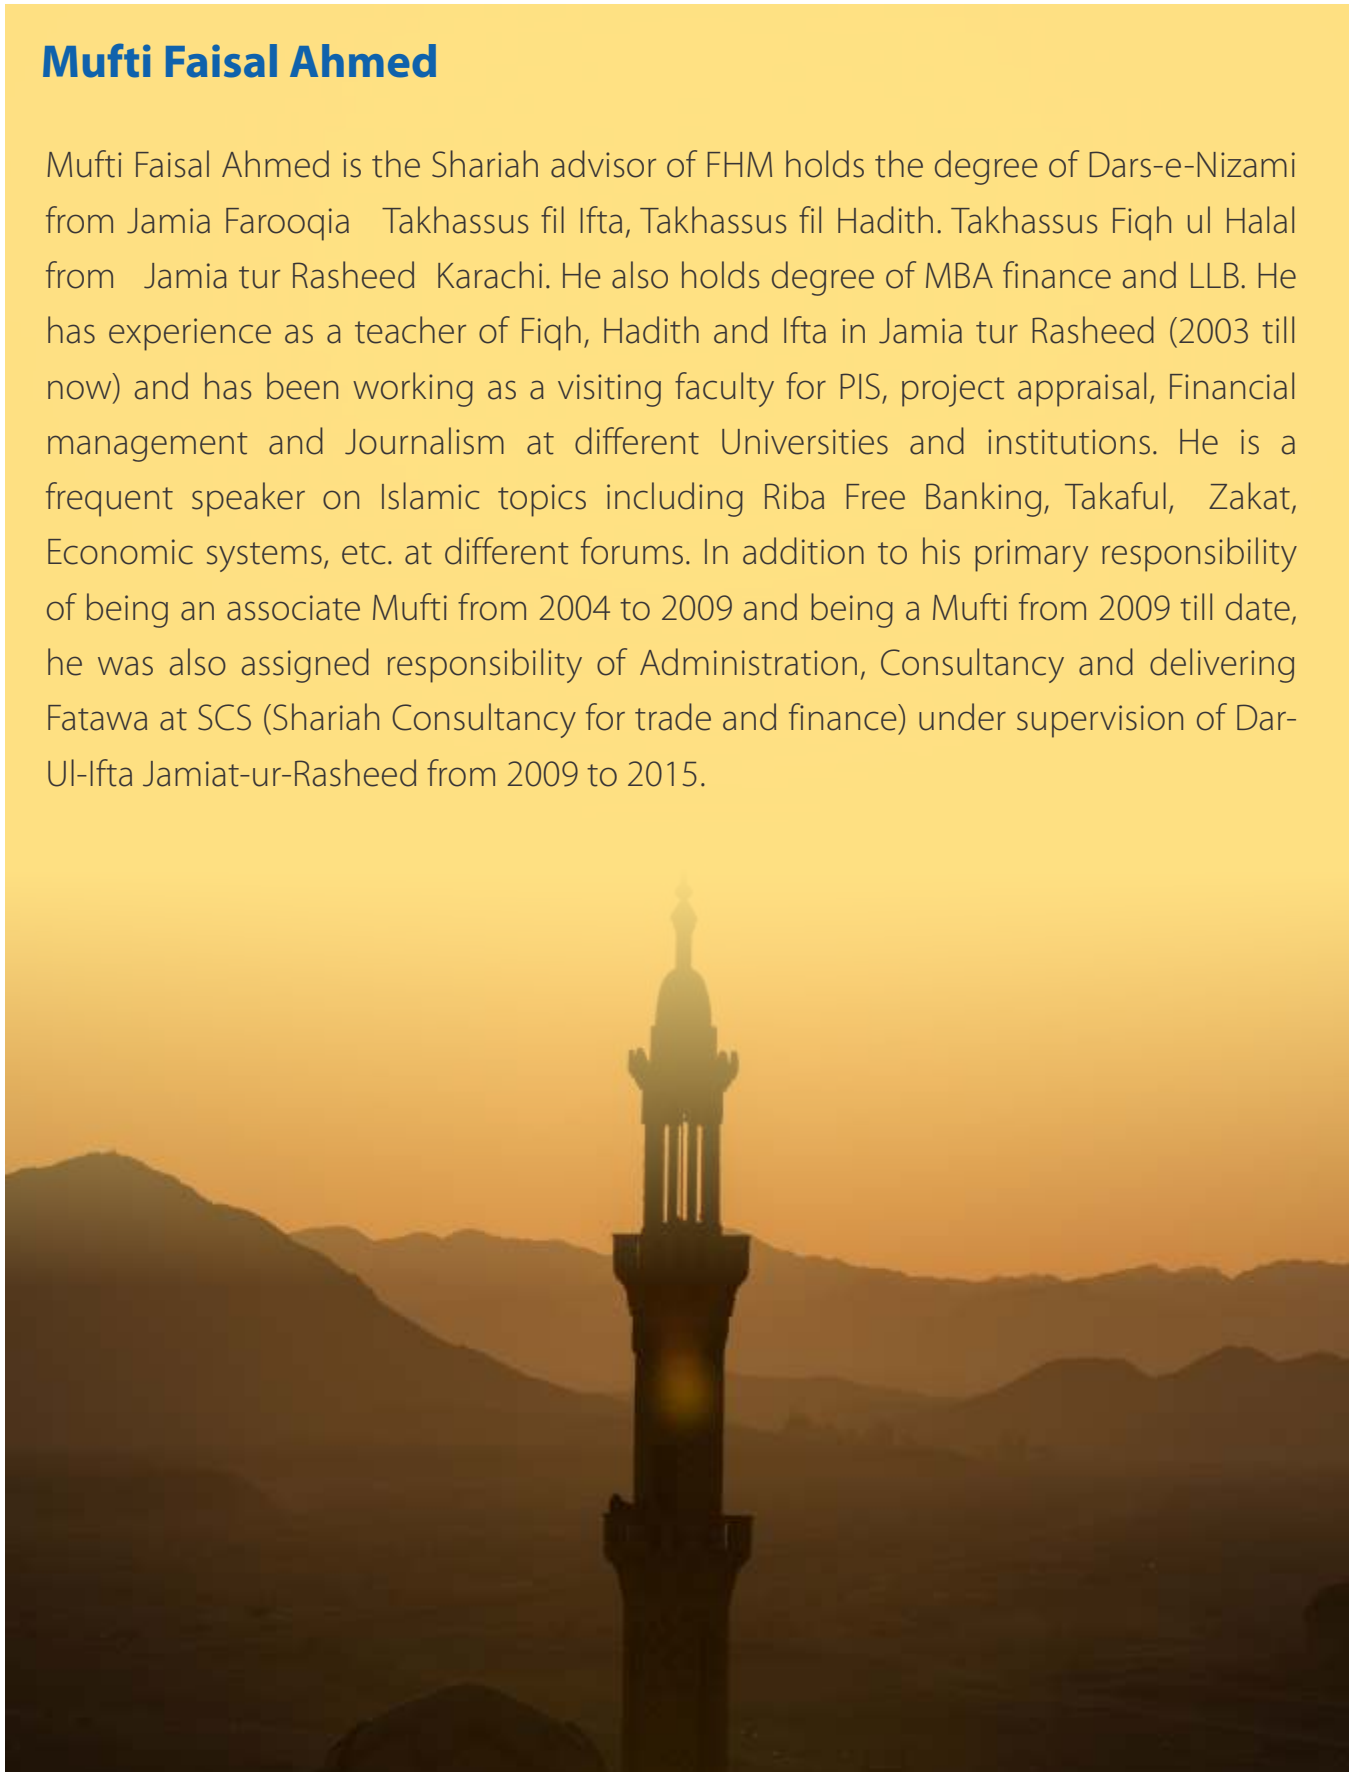 Mufti Faisal Ahmed
Mufti Faisal Ahmed is the Shariah advisor of FHM holds the degree of Dars-e-Nizami
from Jamia Farooqia Takhassus fil Ifta, Takhassus fil Hadith. Takhassus Fiqh ul Halal
from Jamia tur Rasheed Karachi. He also holds degree of MBA finance and LLB. He
has experience as a teacher of Fiqh, Hadith and Ifta in Jamia tur Rasheed (2003 till
now) and has been working as a visiting faculty for PIS, project appraisal, Financial
management and Journalism at different Universities and institutions. He is a
frequent speaker on Islamic topics including Riba Free Banking, Takaful, Zakat,
Economic systems, etc. at different forums. In addition to his primary responsibility
of being an associate Mufti from 2004 to 2009 and being a Mufti from 2009 till date,
he was also assigned responsibility of Administration, Consultancy and delivering
Fatawa at SCS (Shariah Consultancy for trade and finance) under supervision of Dar-
Ul-Ifta Jamiat-ur-Rasheed from 2009 to 2015.